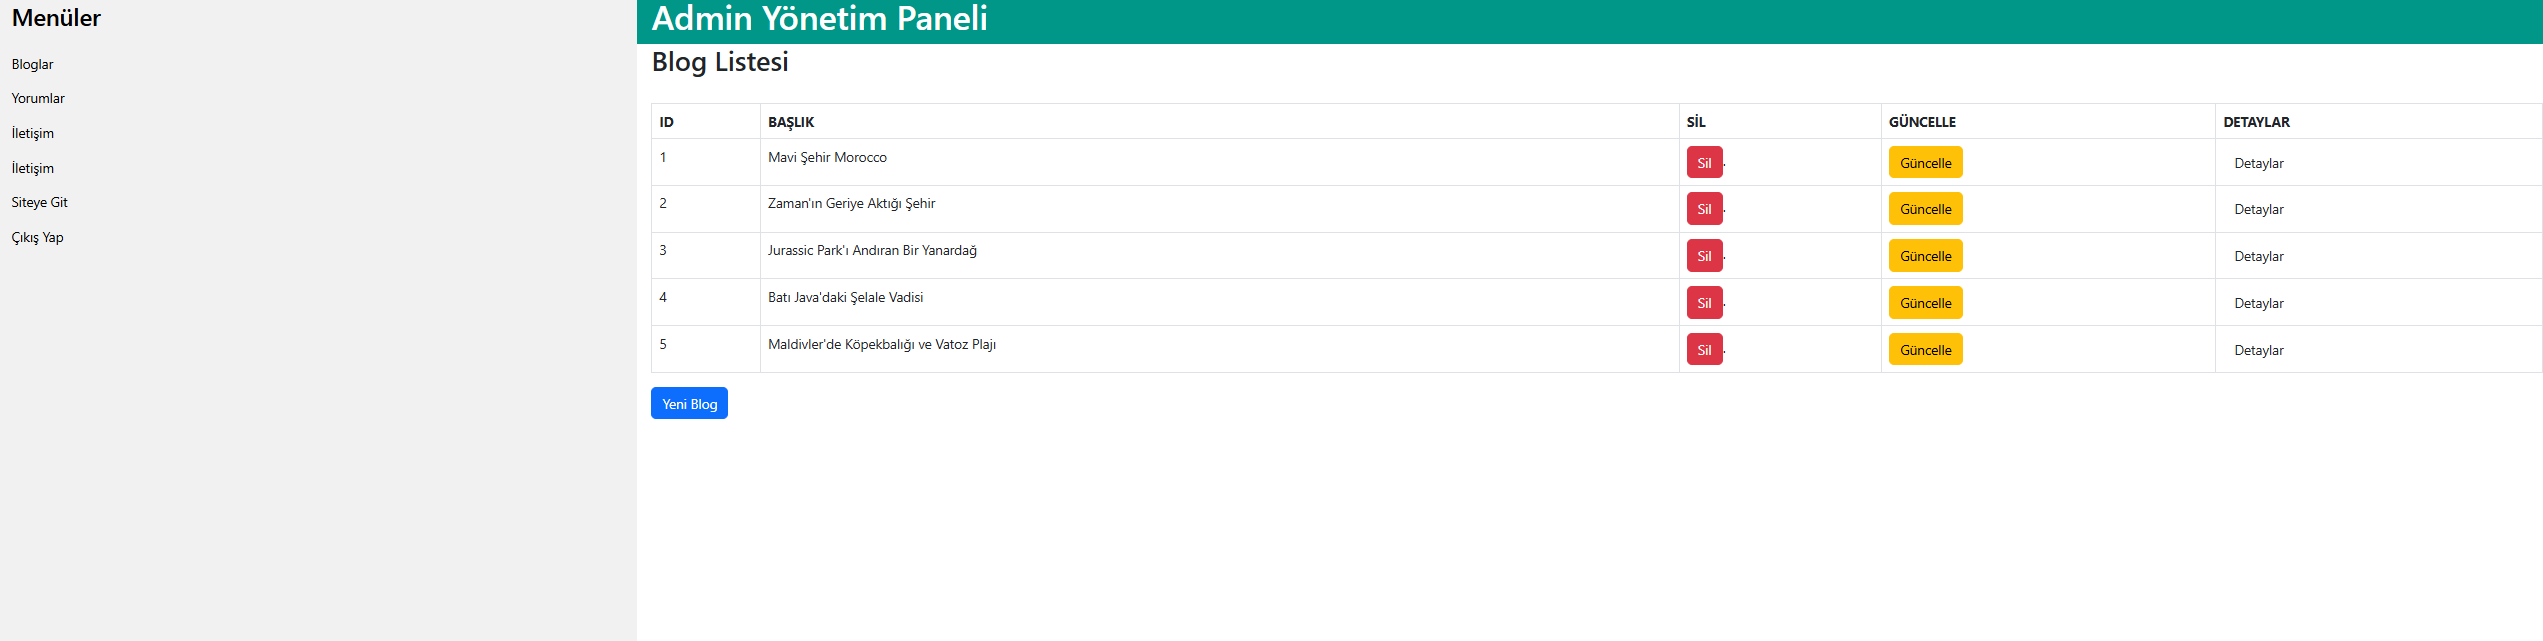 Menüler
Bloglar
Yorumlar
İletişim
İletişim
Siteye Git
Çıkış Yap
Admin Yönetim Paneli
Blog Listesi
ID BAŞLIK SİL GÜNCELLE DETAYLAR
1 Mavi Şehir Morocco Sil . Güncelle Detaylar
2 Zaman'ın Geriye Aktığı Şehir Sil . Güncelle Detaylar
3 Jurassic Park'ı Andıran Bir Yanardağ Sil . Güncelle Detaylar
4 Batı Java'daki Şelale Vadisi Sil . Güncelle Detaylar
5 Maldivler'de Köpekbalığı ve Vatoz Plajı Sil . Güncelle Detaylar
Yeni Blog